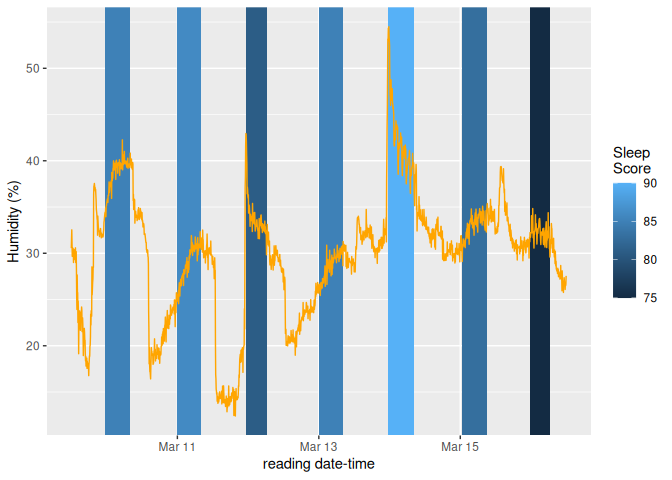 50
40
30
20
Humidity (%)
Mar 11
Mar 13
Mar 15
reading date-time
Sleep
Score
90
85
80
75